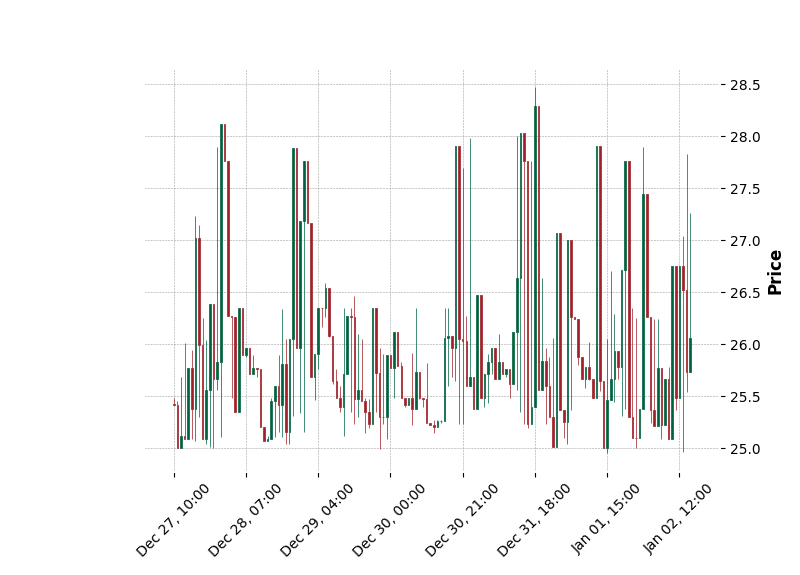 28.5
28.0
27.5
27.0
26.5
26.0
25.5
25.0
Price
Dec 27, 10:00
Dec 28, 07:00
Dec 29, 04:00
Dec 30, 00:00
Dec 30, 21:00
Dec 31, 18:00
Jan 01, 15:00
Jan 02, 12:00